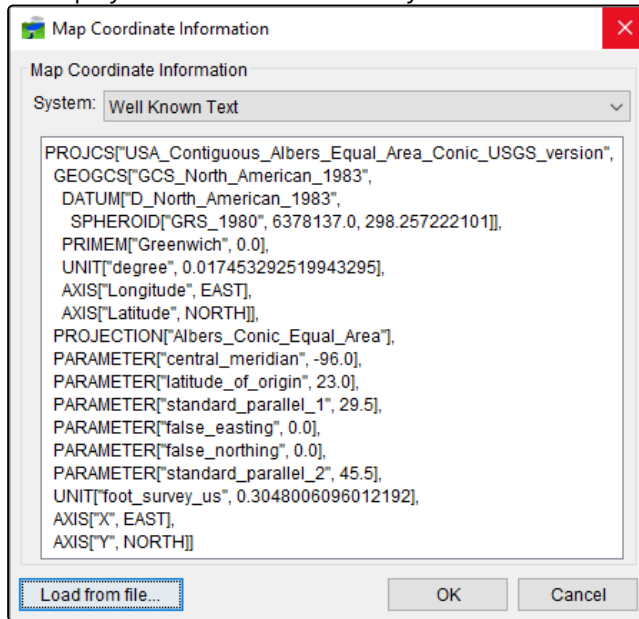 Map Coordinate Information
Map Coordinate Information
System: Well Known Text
PROJCS["USA_Contiguous_Albers_Equal_Area_Conic_USGS_version",
GEOGCS["GCS_North_American_1983",
DATUM["D_North_American_1983",
SPHEROID["GRS_1980", 6378137.0, 298.257222101]],
PRIMEM["Greenwich", 0.0],
UNIT["degree", 0.017453292519943295],
AXIS["Longitude", EAST],
AXIS["Latitude", NORTH]],
PROJECTION["Albers_Conic_Equal_Area"],
PARAMETER["central_meridian", -96.0],
PARAMETER["latitude_of_origin", 23.0],
PARAMETER["standard_parallel_1", 29.5],
PARAMETER["false_easting", 0.0],
PARAMETER["false_northing", 0.0],
PARAMETER["standard_parallel_2", 45.5],
UNIT["foot_survey_us", 0.3048006096012192],
AXIS["X", EAST],
AXIS["Y", NORTH]]
Load from file... OK Cancel